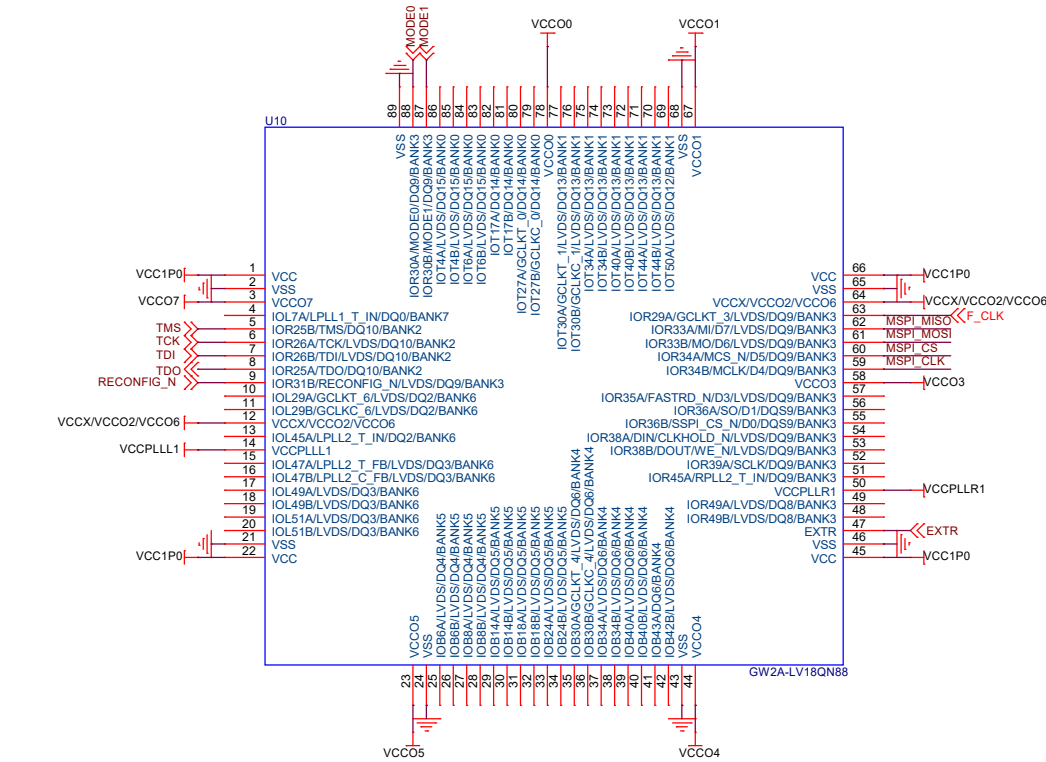 MODE0
MODE1
VCCO0
VCCO1
89
88
87
86
85
84
83
82
81
80
79
78
77
76
75
74
73
72
71
70
69
68
67
U10
VSS
IOR30A/MODE0/DQ9/BANK3
IOR30B/MODE1/DQ9/BANK3
IOT4A/LVDS/DQ15/BANK0
IOT4B/LVDS/DQ15/BANK0
IOT6A/LVDS/DQ15/BANK0
IOT6B/LVDS/DQ15/BANK0
IOT17A/DQ14/BANK0
IOT17B/DQ14/BANK0
IOT27A/GCLKT_0/DQ14/BANK0
IOT27B/GCLKC_0/DQ14/BANK0
VCCO0
IOT30A/GCLKT_1/LVDS/DQ13/BANK1
IOT30B/GCLKC_1/LVDS/DQ13/BANK1
IOT34A/LVDS/DQ13/BANK1
IOT34B/LVDS/DQ13/BANK1
IOT40A/LVDS/DQ13/BANK1
IOT40B/LVDS/DQ13/BANK1
IOT44A/LVDS/DQ13/BANK1
IOT44B/LVDS/DQ13/BANK1
IOT50A/LVDS/DQ12/BANK1
VSS
VCCO1
VCC1P0 1 VCC
2 VSS
VCCO7 3 VCCO7
4 IOL7A/LPLL1_T_IN/DQ0/BANK7
TMS 5 IOR25B/TMS/DQ10/BANK2
TCK 6 IOR26A/TCK/LVDS/DQ10/BANK2
TDI 7 IOR26B/TDI/LVDS/DQ10/BANK2
TDO 8 IOR25A/TDO/DQ10/BANK2
RECONFIG_N 9 IOR31B/RECONFIG_N/LVDS/DQ9/BANK3
10 IOL29A/GCLKT_6/LVDS/DQ2/BANK6
11 IOL29B/GCLKC_6/LVDS/DQ2/BANK6
VCCX/VCCO2/VCCO6 12 VCCX/VCCO2/VCCO6
13 IOL45A/LPLL2_T_IN/DQ2/BANK6
VCCPLLL1 14 VCCPLLL1
15 IOL47A/LPLL2_T_FB/LVDS/DQ3/BANK6
16 IOL47B/LPLL2_C_FB/LVDS/DQ3/BANK6
17 IOL49A/LVDS/DQ3/BANK6
18 IOL49B/LVDS/DQ3/BANK6
19 IOL51A/LVDS/DQ3/BANK6
20 IOL51B/LVDS/DQ3/BANK6
21 VSS
VCC1P0 22 VCC
VCC 66 VCC1P0
VSS 65
VCCX/VCCO2/VCCO6 64 VCCX/VCCO2/VCCO6
IOR29A/GCLKT_3/LVDS/DQ9/BANK3 63 F_CLK
IOR33A/MI/D7/LVDS/DQ9/BANK3 62 MSPI_MISO
IOR33B/MO/D6/LVDS/DQ9/BANK3 61 MSPI_MOSI
IOR34A/MCS_N/D5/DQ9/BANK3 60 MSPI_CS
IOR34B/MCLK/D4/DQ9/BANK3 59 MSPI_CLK
VCCO3 58 VCCO3
IOR35A/FASTRD_N/D3/LVDS/DQ9/BANK3 57
IOR36A/SO/D1/DQS9/BANK3 56
IOR36B/SSPI_CS_N/D0/DQS9/BANK3 55
IOR38A/DIN/CLKHOLD_N/LVDS/DQ9/BANK3 54
IOR38B/DOUT/WE_N/LVDS/DQ9/BANK3 53
IOR39A/SCLK/DQ9/BANK3 52
IOR45A/RPLL2_T_IN/DQ9/BANK3 51
VCCPLLR1 50 VCCPLLR1
IOR49A/LVDS/DQ8/BANK3 49
IOR49B/LVDS/DQ8/BANK3 48
EXTR 47 EXTR
VSS 46
VCC 45 VCC1P0
VCCO5
VSS
IOB6A/LVDS/DQ4/BANK5
IOB6B/LVDS/DQ4/BANK5
IOB8A/LVDS/DQ4/BANK5
IOB8B/LVDS/DQ4/BANK5
IOB14A/LVDS/DQ5/BANK5
IOB14B/LVDS/DQ5/BANK5
IOB18A/LVDS/DQ5/BANK5
IOB18B/LVDS/DQ5/BANK5
IOB24A/LVDS/DQ5/BANK5
IOB24B/LVDS/DQ5/BANK5
IOB30A/GCLKT_4/LVDS/DQ6/BANK4
IOB30B/GCLKC_4/LVDS/DQ6/BANK4
IOB34A/LVDS/DQ6/BANK4
IOB34B/LVDS/DQ6/BANK4
IOB40A/LVDS/DQ6/BANK4
IOB40B/LVDS/DQ6/BANK4
IOB43A/DQ6/BANK4
IOB42B/LVDS/DQ6/BANK4
VSS
VCCO4
GW2A-LV18QN88
23
24
25
26
27
28
29
30
31
32
33
34
35
36
37
38
39
40
41
42
43
44
VCCO5
VCCO4